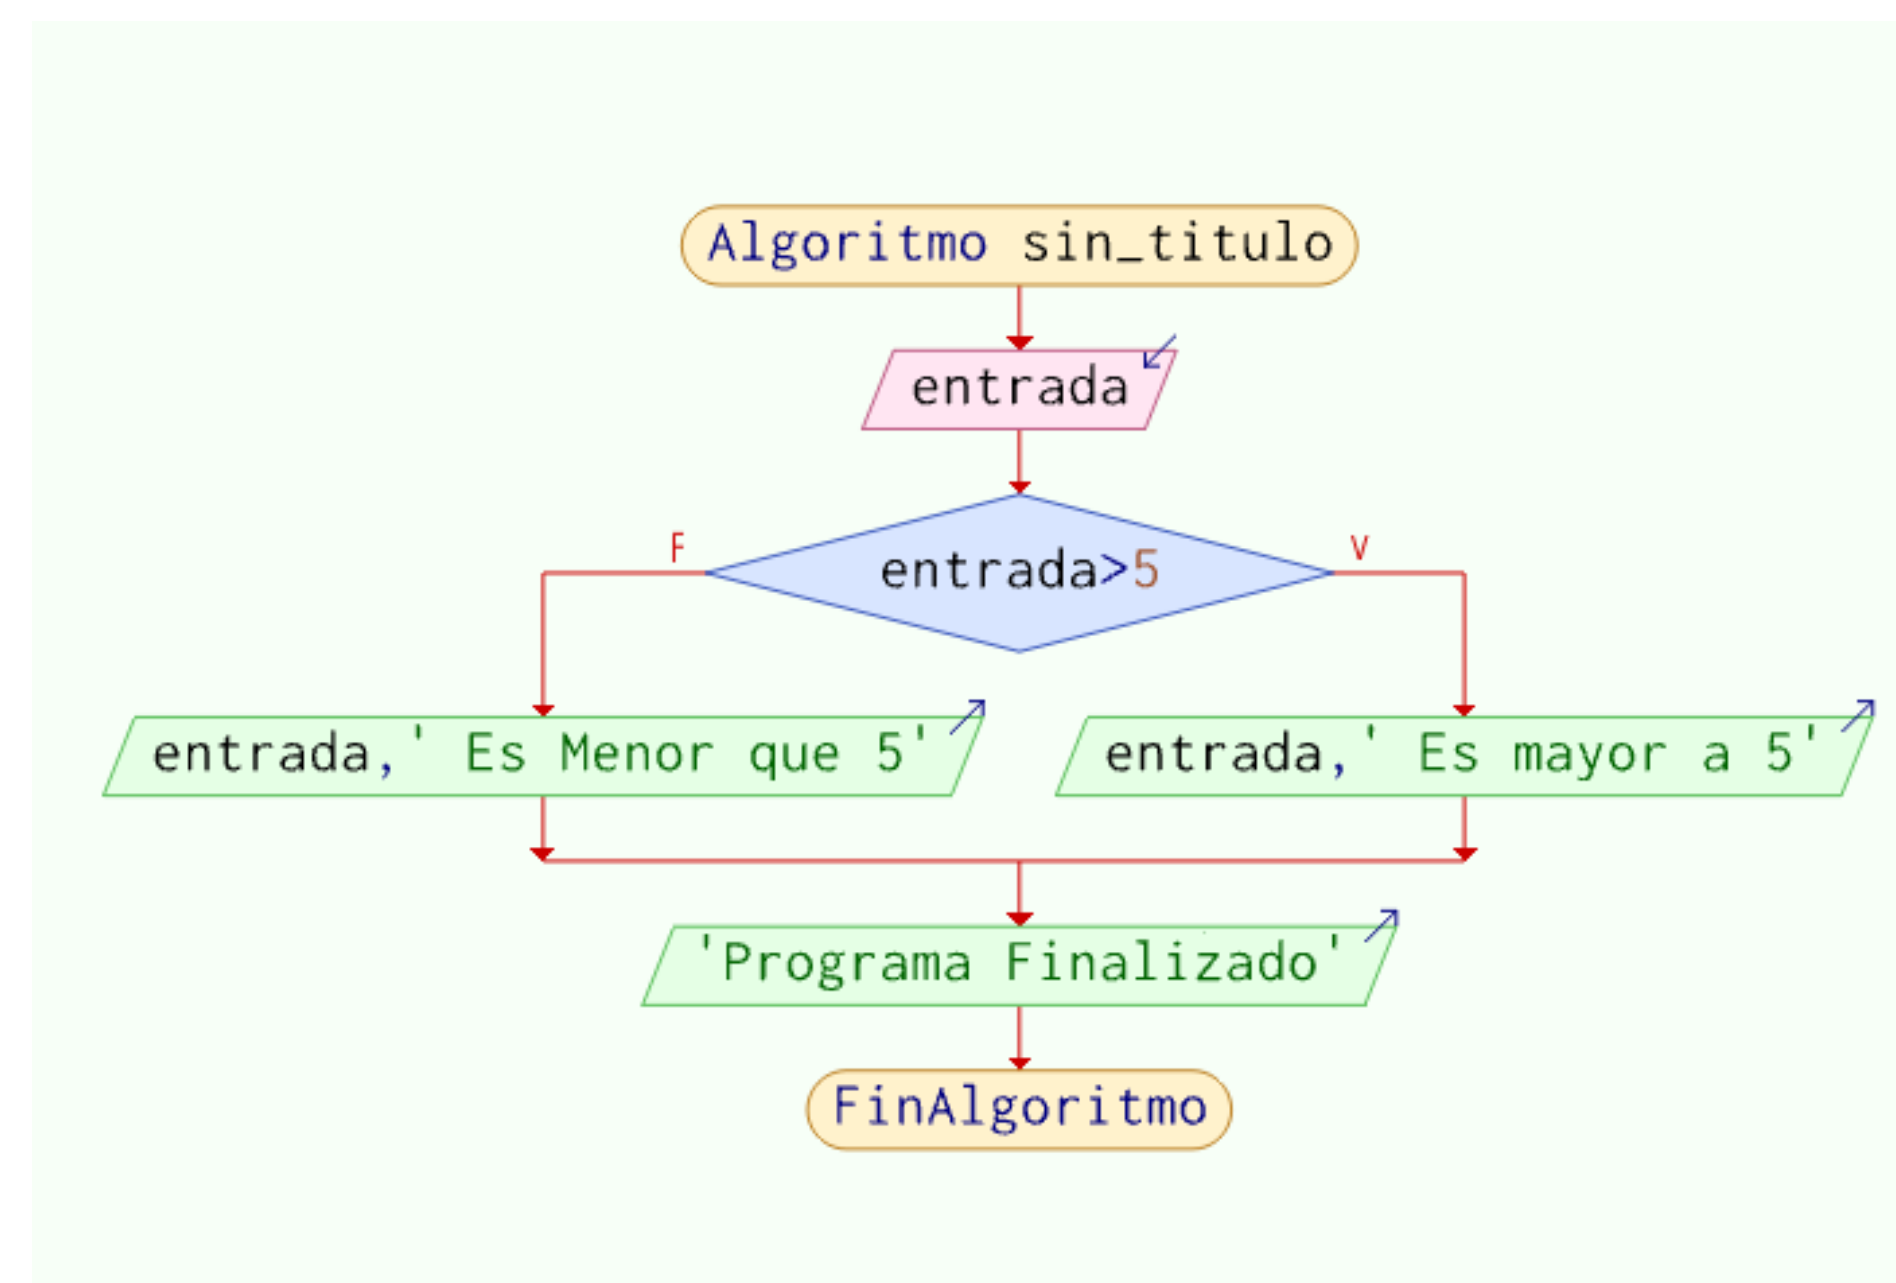 Algoritmo sin_titulo
entrada
entrada>5
F
V
entrada,' Es Menor que 5'
entrada,' Es mayor a 5'
'Programa Finalizado'
FinAlgoritmo